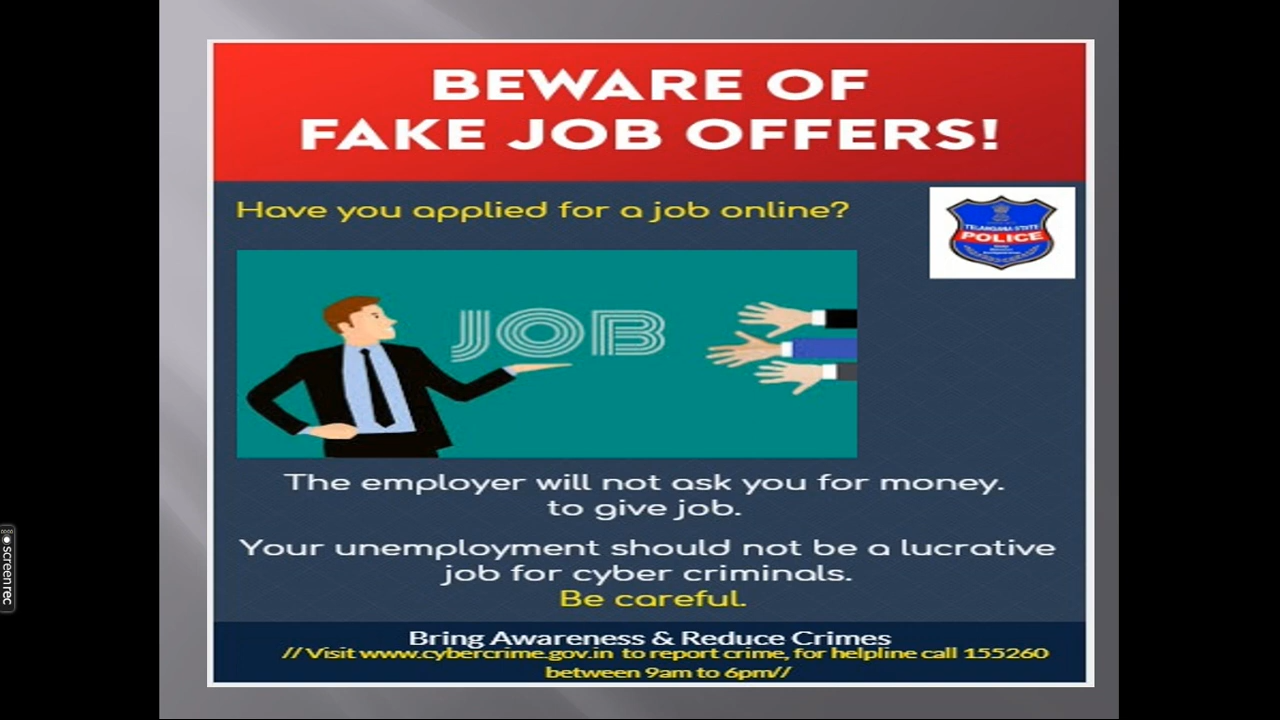 BEWARE OF
FAKE JOB OFFERS!
Have you applied for a job online?
TELANGANA STATE
POLICE
JOB
The employer will not ask you for money.
to give job.
Your unemployment should not be a lucrative
job for cyber criminals.
Be careful.
Bring Awareness & Reduce Crimes
// Visit www.cybercrime.gov.in to report crime, for helpline call 155260
between 9am to 6pm//
00:00
screenrec